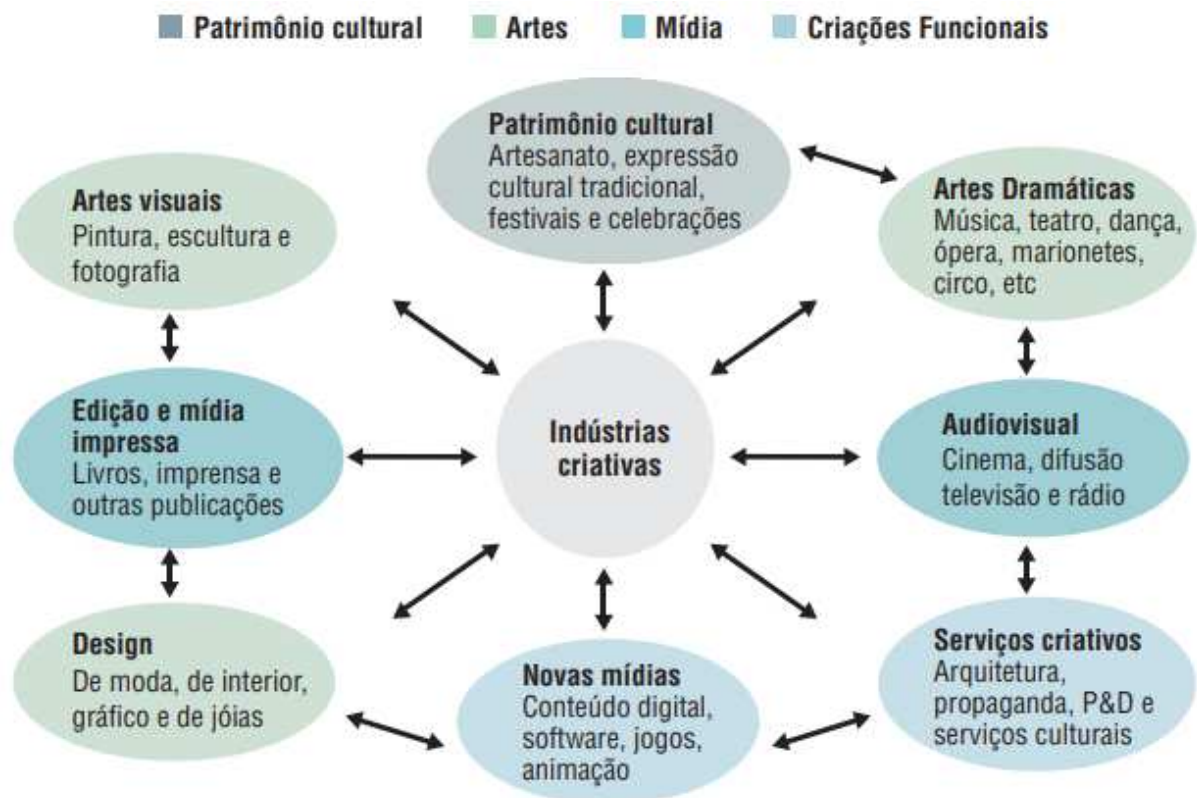 Patrimônio cultural Artes Mídia Criações Funcionais
Patrimônio cultural
Artesanato, expressão
cultural tradicional,
festivais e celebrações
Artes visuais
Pintura, escultura e
fotografia
Artes Dramáticas
Música, teatro, dança,
ópera, marionetes,
circo, etc
Edição e mídia
impressa
Livros, imprensa e
outras publicações
Indústrias
criativas
Audiovisual
Cinema, difusão
televisão e rádio
Design
De moda, de interior,
gráfico e de jóias
Novas mídias
Conteúdo digital,
software, jogos,
animação
Serviços criativos
Arquitetura,
propaganda, P&D e
serviços culturais